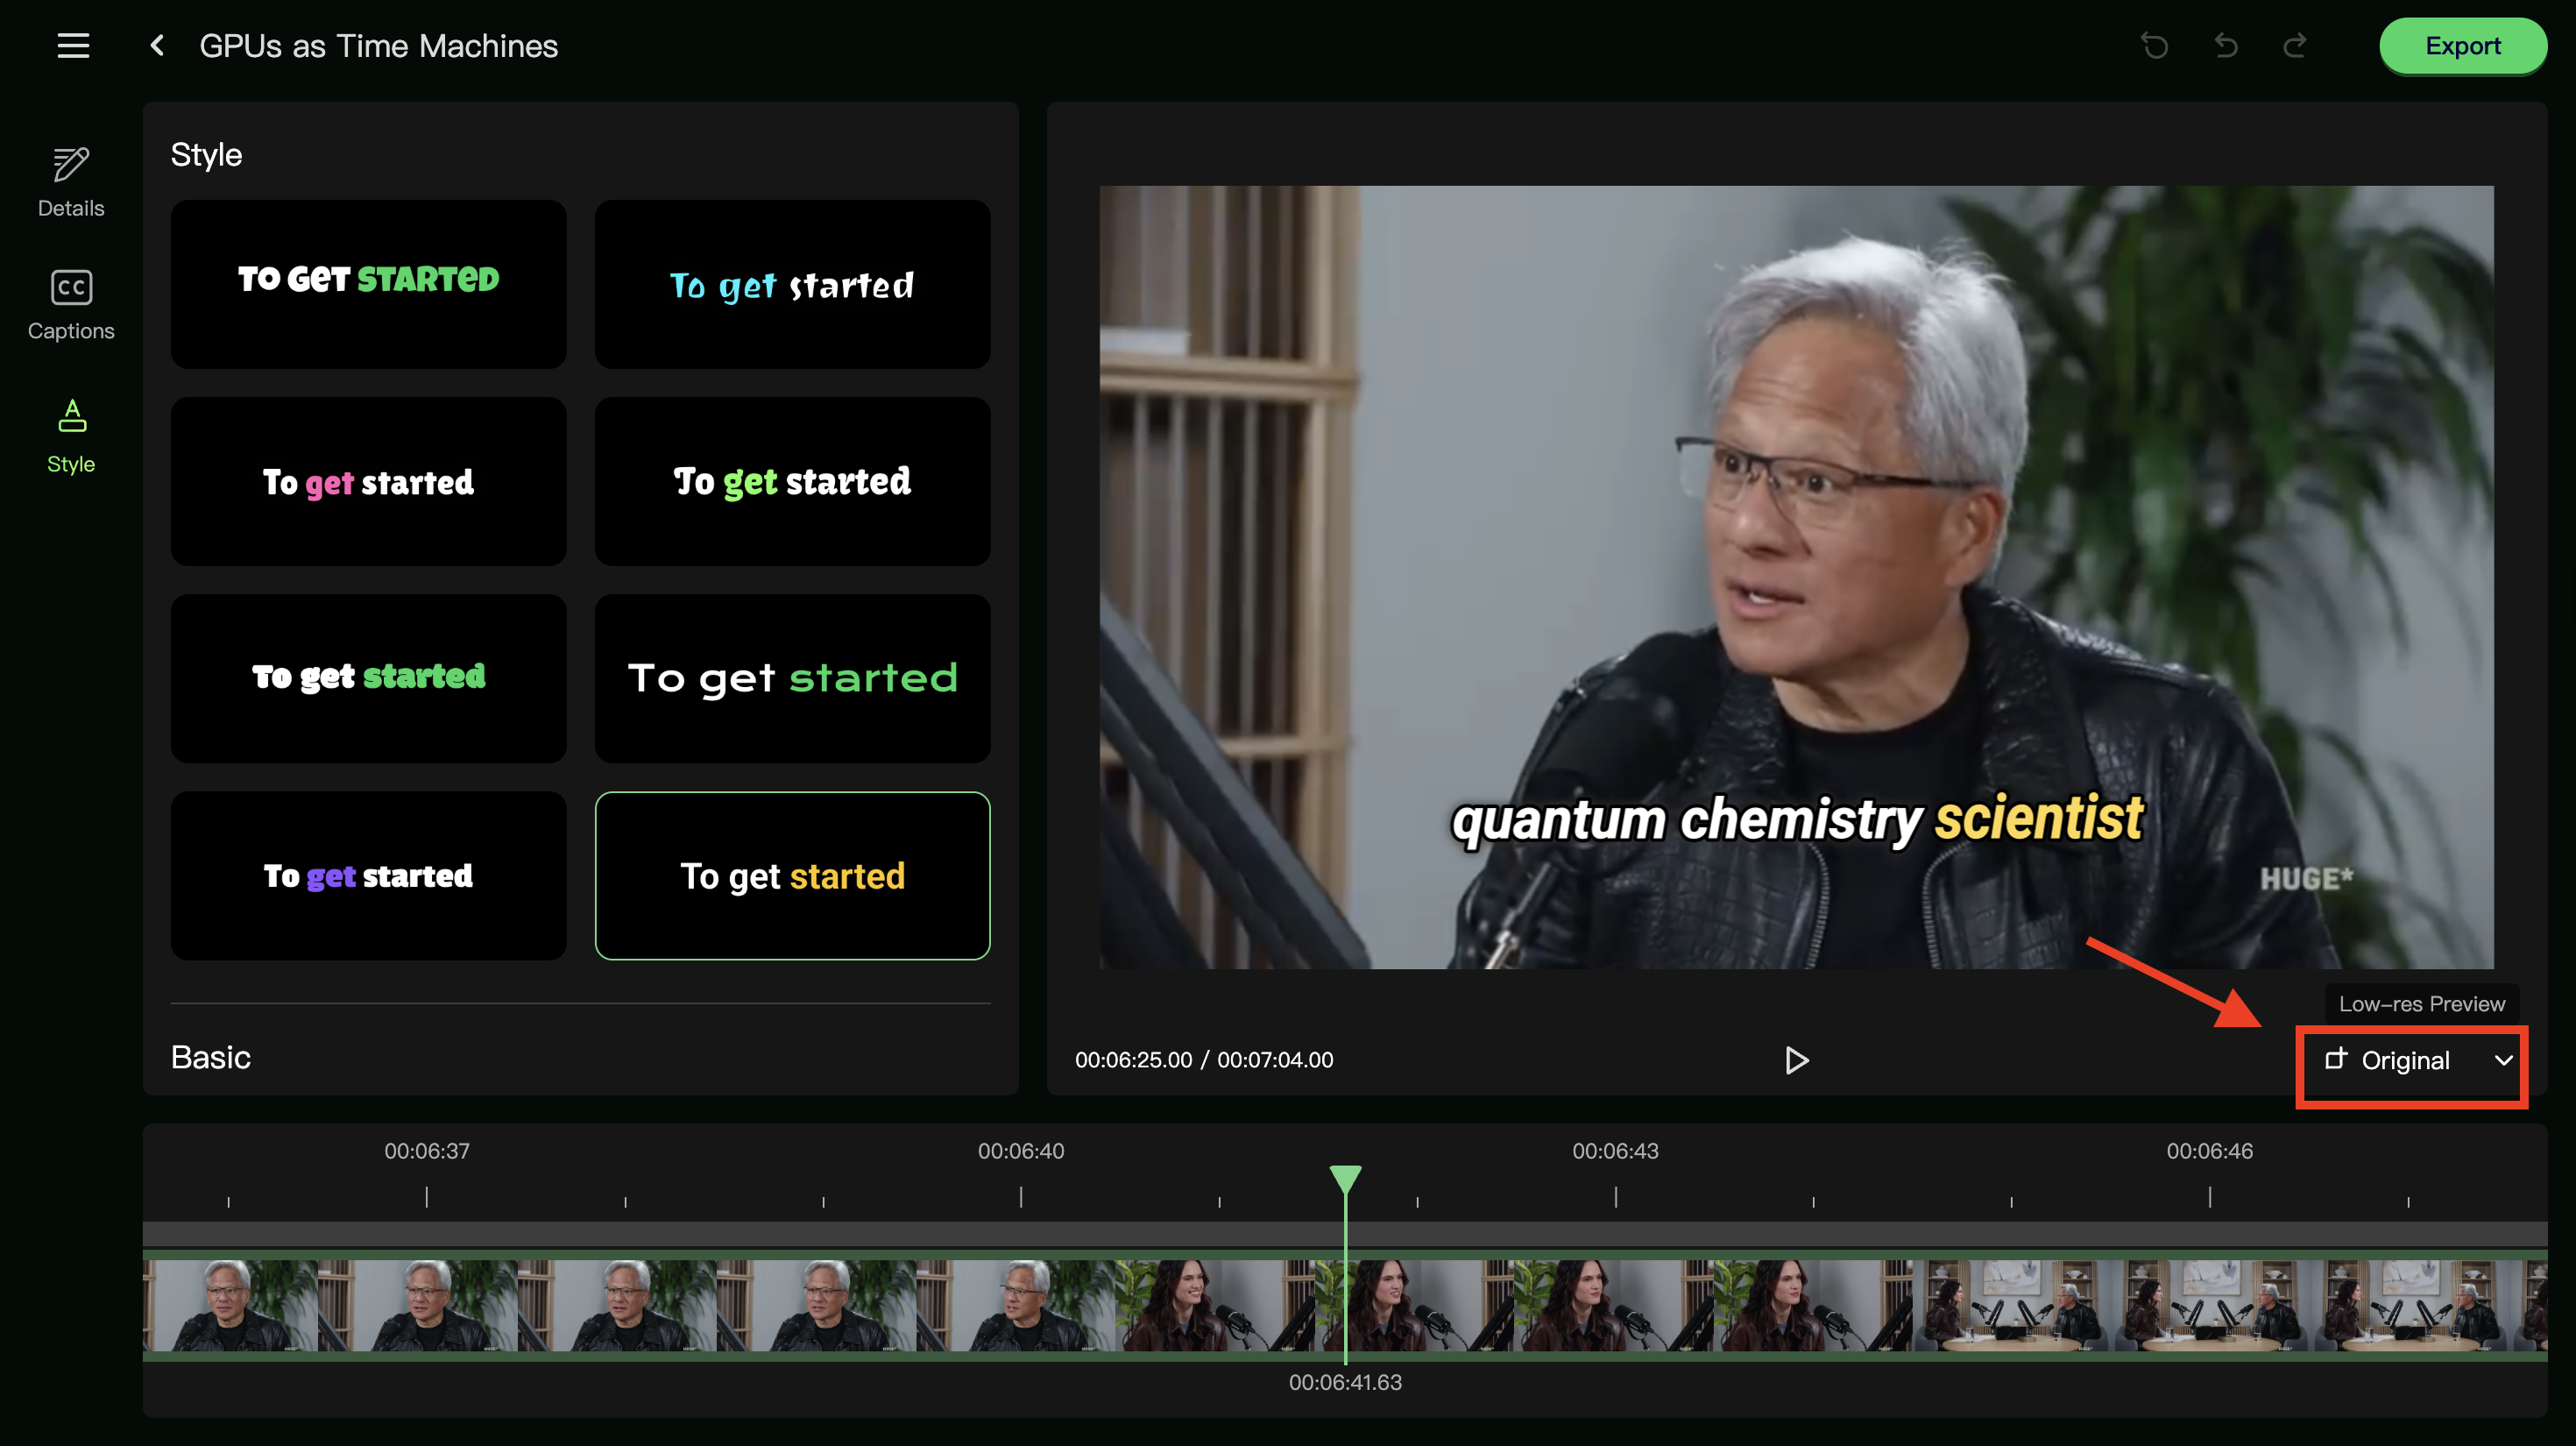 GPUs as Time Machines
Export
Details
Captions
Style
Style
TO GET STARTED
To get started
To get started
To get started
To get started
To get started
To get started
To get started
Basic
quantum chemistry scientist
HUGE*
Low-res Preview
00:06:25.00 / 00:07:04.00
Original
00:06:37
00:06:40
00:06:43
00:06:46
00:06:41.63